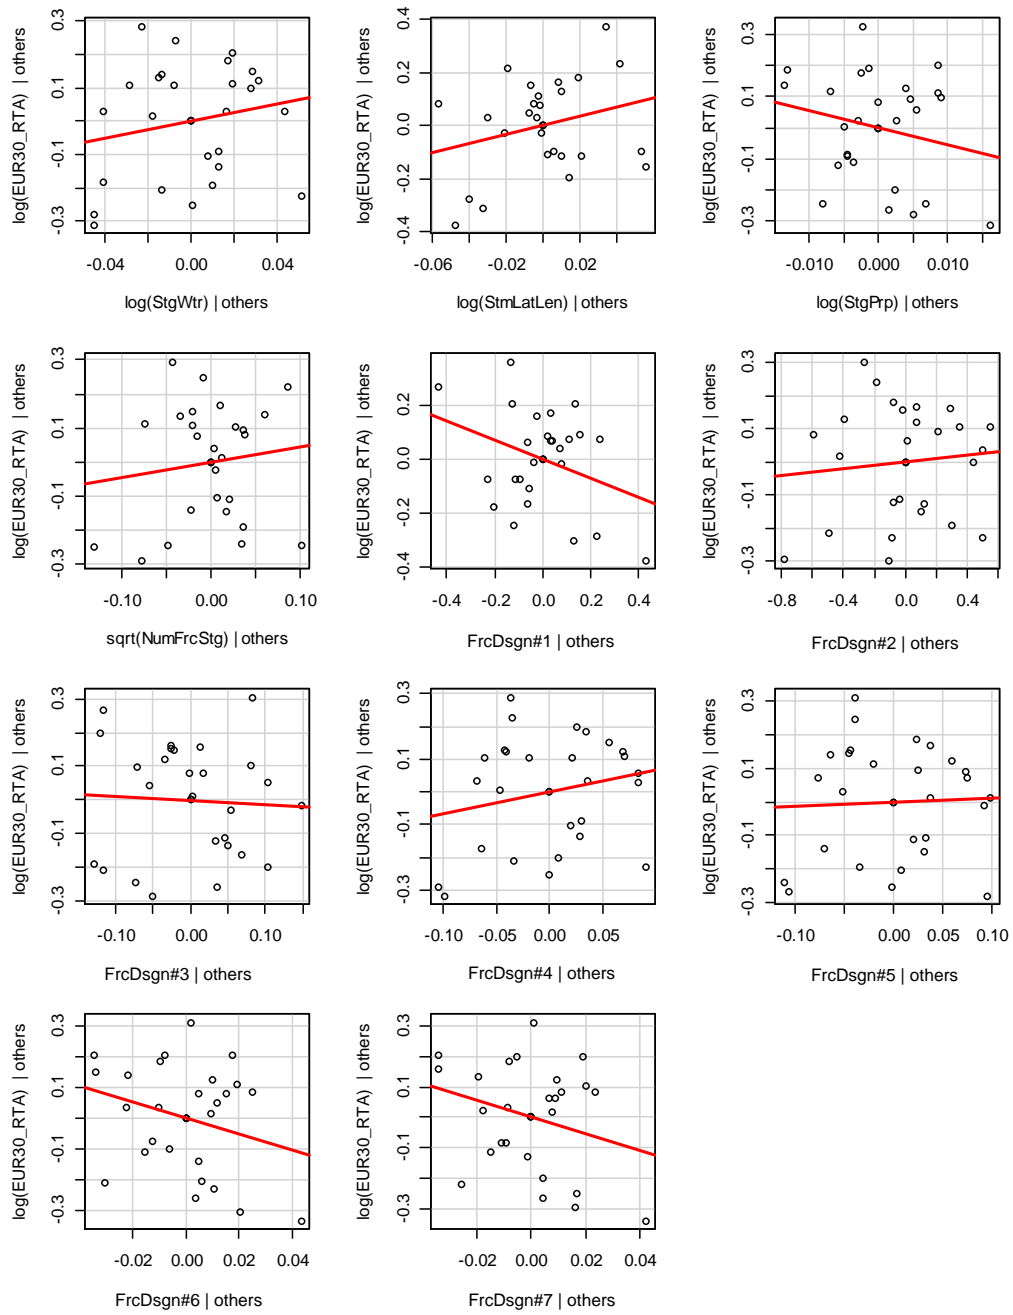 log(EUR30_RTA) | others
-0.3 -0.1 0.1 0.3
-0.04 0.00 0.04
log(StgWtr) | others
log(EUR30_RTA) | others
-0.4 -0.2 0.0 0.2 0.4
-0.06 -0.02 0.02
log(StmLatLen) | others
log(EUR30_RTA) | others
-0.3 -0.1 0.1 0.3
-0.010 0.000 0.010
log(StgPrp) | others
log(EUR30_RTA) | others
-0.3 -0.1 0.1 0.3
-0.10 0.00 0.10
sqrt(NumFrcStg) | others
log(EUR30_RTA) | others
-0.4 -0.2 0.0 0.2
-0.4 -0.2 0.0 0.2 0.4
FrcDsgn#1 | others
log(EUR30_RTA) | others
-0.3 -0.1 0.1 0.3
-0.8 -0.4 0.0 0.4
FrcDsgn#2 | others
log(EUR30_RTA) | others
-0.3 -0.1 0.1 0.3
-0.10 0.00 0.10
FrcDsgn#3 | others
log(EUR30_RTA) | others
-0.3 -0.1 0.1 0.3
-0.10 -0.05 0.00 0.05
FrcDsgn#4 | others
log(EUR30_RTA) | others
-0.3 -0.1 0.1 0.3
-0.10 0.00 0.05 0.10
FrcDsgn#5 | others
log(EUR30_RTA) | others
-0.3 -0.1 0.1 0.3
-0.02 0.00 0.02 0.04
FrcDsgn#6 | others
log(EUR30_RTA) | others
-0.3 -0.1 0.1 0.3
-0.02 0.00 0.02 0.04
FrcDsgn#7 | others